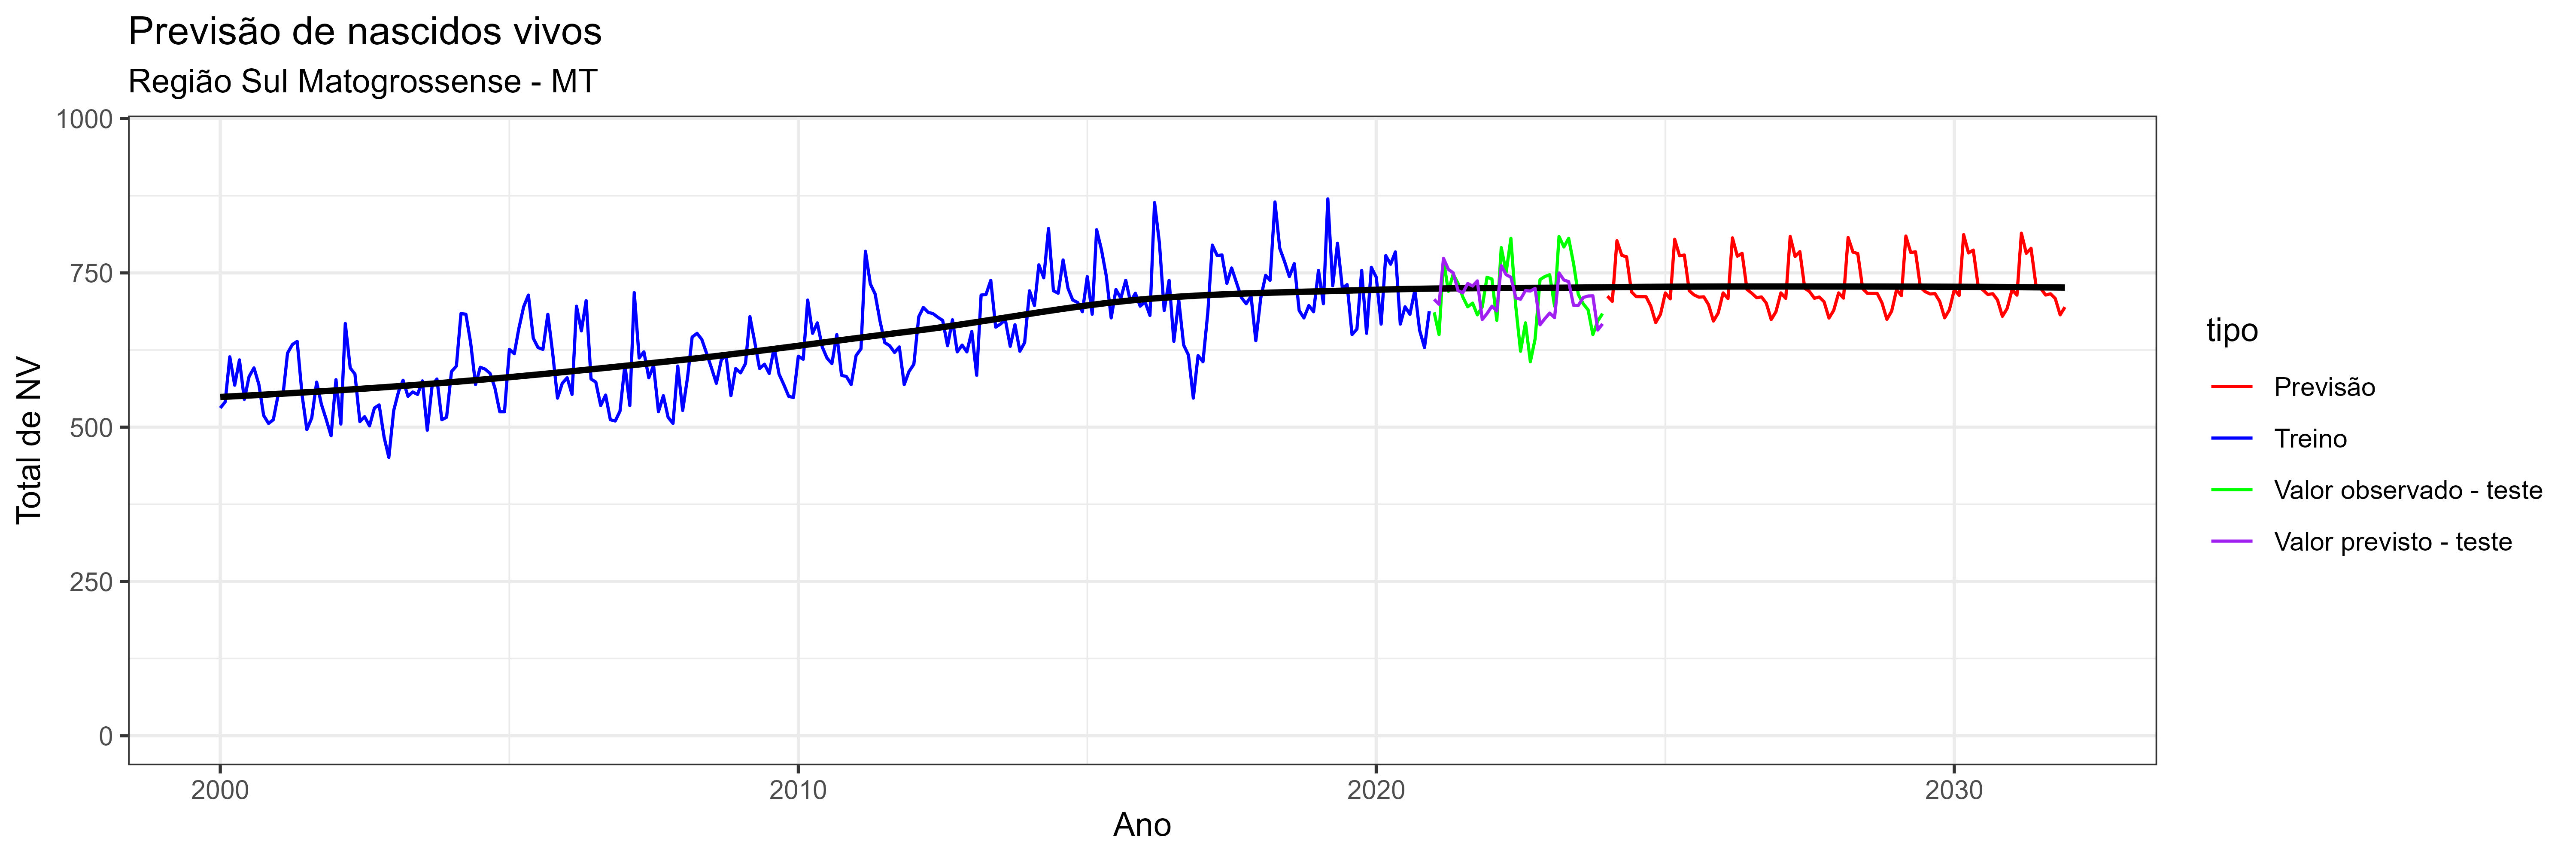 Previsão de nascidos vivos
Região Sul Matogrossense - MT
1000
750
500
250
0
Total de NV
2000
2010
2020
2030
Ano
tipo
Previsão
Treino
Valor observado - teste
Valor previsto - teste